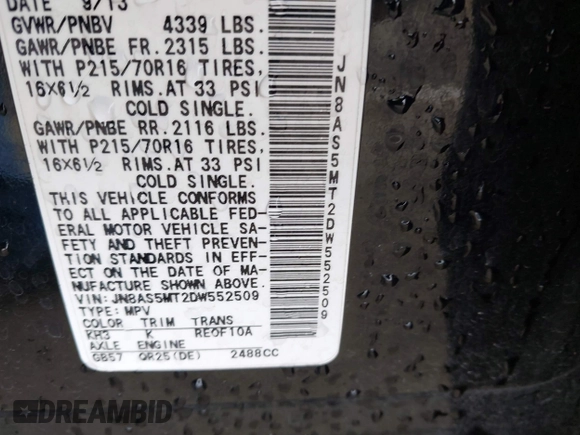 DATE 9/13
GVWR/PNBV 4339 LBS.
GAWR/PNBE FR. 2315 LBS.
WITH P215/70R16 TIRES,
16X6½ RIMS. AT 33 PSI
COLD SINGLE.
GAWR/PNBE RR. 2116 LBS.
WITH P215/70R16 TIRES,
16X6½ RIMS. AT 33 PSI
COLD SINGLE.
THIS VEHICLE CONFORMS
TO ALL APPLICABLE FED-
ERAL MOTOR VEHICLE SA-
FETY AND THEFT PREVEN-
TION STANDARDS IN EFF-
ECT ON THE DATE OF MA-
NUFACTURE SHOWN ABOVE.
VIN: JN8AS5MT2DW552509
TYPE: MPV
COLOR TRIM TRANS
KH3 K REOF10A
AXLE ENGINE
GB57 QR25(DE) 2488CC
JN8AS5MT2DW552509
DREAMBID